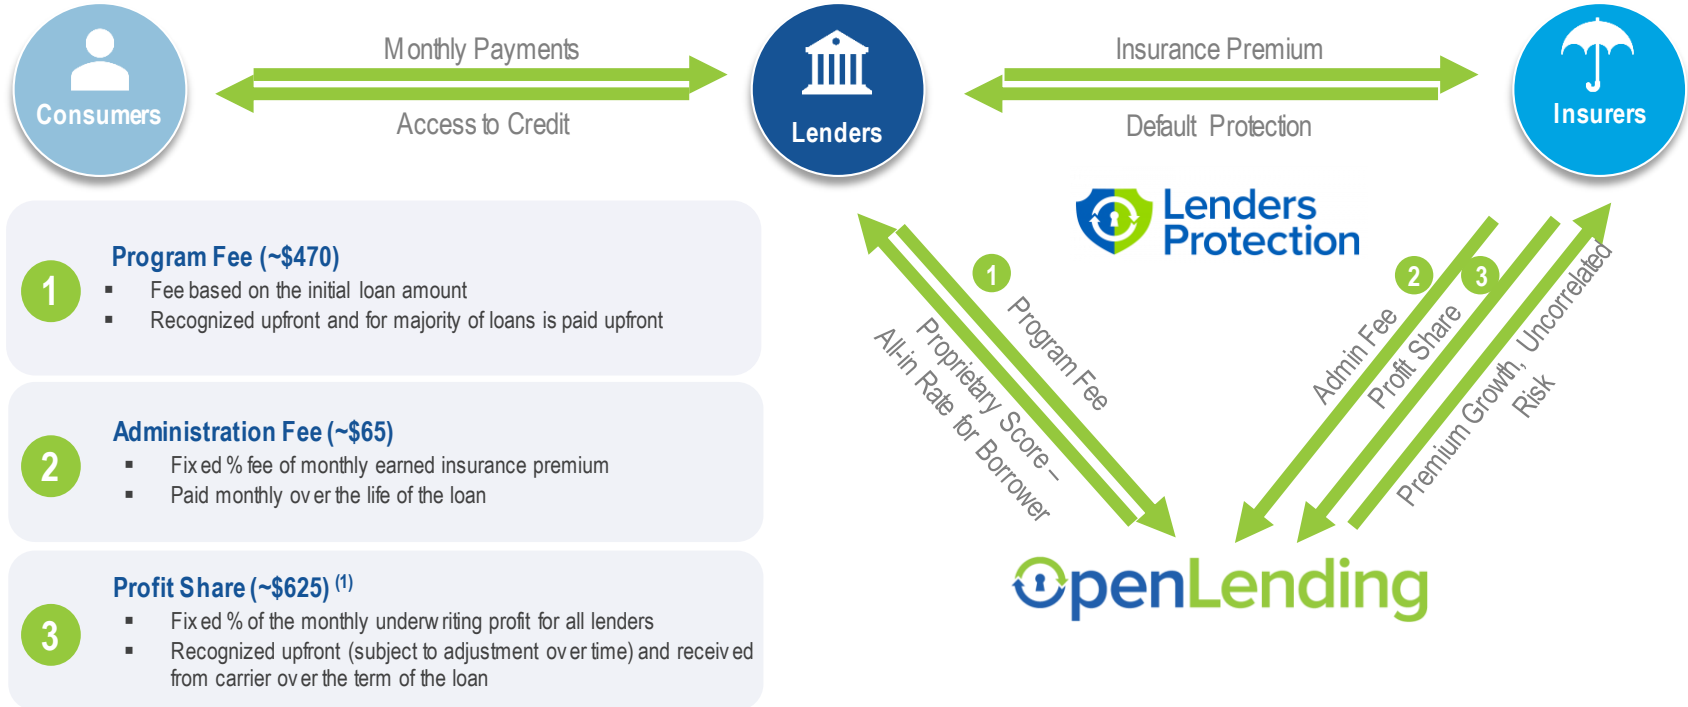 Consumers
Monthly Payments
Access to Credit
Lenders
Insurance Premium
Default Protection
Insurers
Lenders
Protection
1
Program Fee (~$470)
▪ Fee based on the initial loan amount
▪ Recognized upfront and for majority of loans is paid upfront
2
Administration Fee (~$65)
▪ Fixed % fee of monthly earned insurance premium
▪ Paid monthly over the life of the loan
3
Profit Share (~$625) (1)
▪ Fixed % of the monthly underwriting profit for all lenders
▪ Recognized upfront (subject to adjustment over time) and received
from carrier over the term of the loan
1
Program Fee
Proprietary Score –
All-in Rate for Borrower
2
Admin Fee
3
Profit Share
Premium Growth, Uncorrelated
Risk
OpenLending